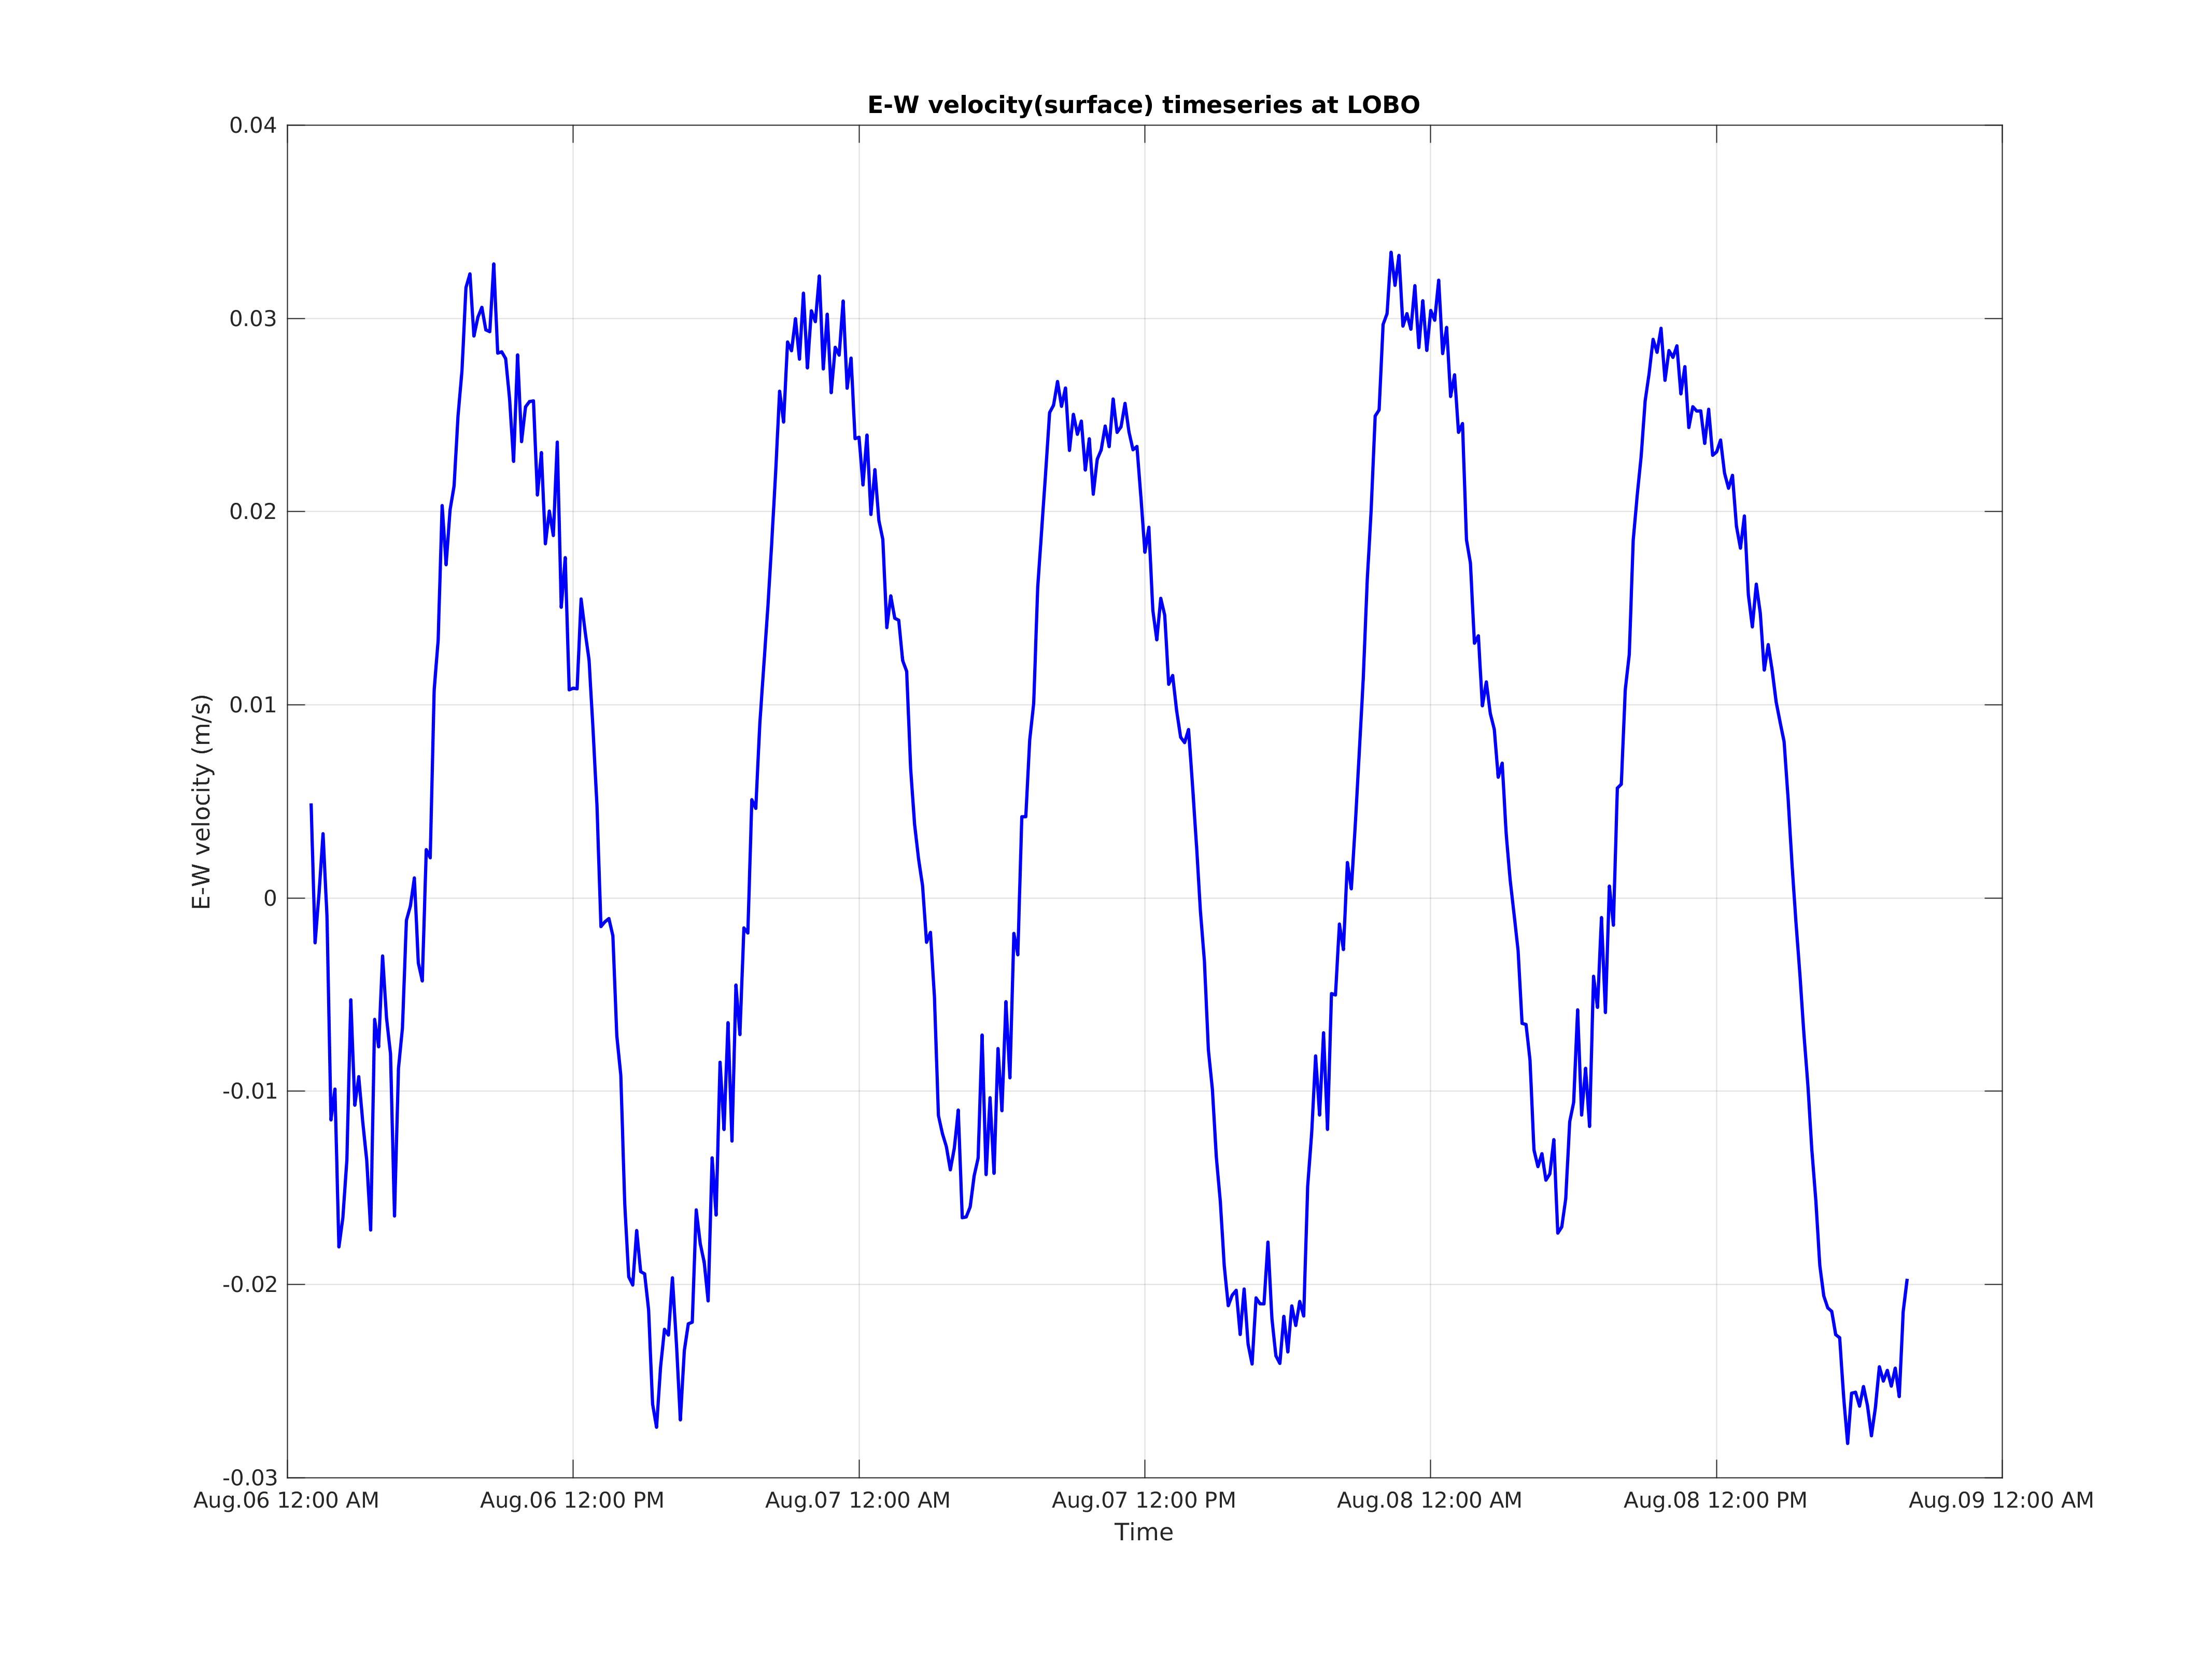 E-W velocity(surface) timeseries at LOBO
0.04
0.03
0.02
0.01
0
-0.01
-0.02
-0.03
E-W velocity (m/s)
Aug.06 12:00 AM Aug.06 12:00 PM Aug.07 12:00 AM Aug.07 12:00 PM Aug.08 12:00 AM Aug.08 12:00 PM Aug.09 12:00 AM
Time